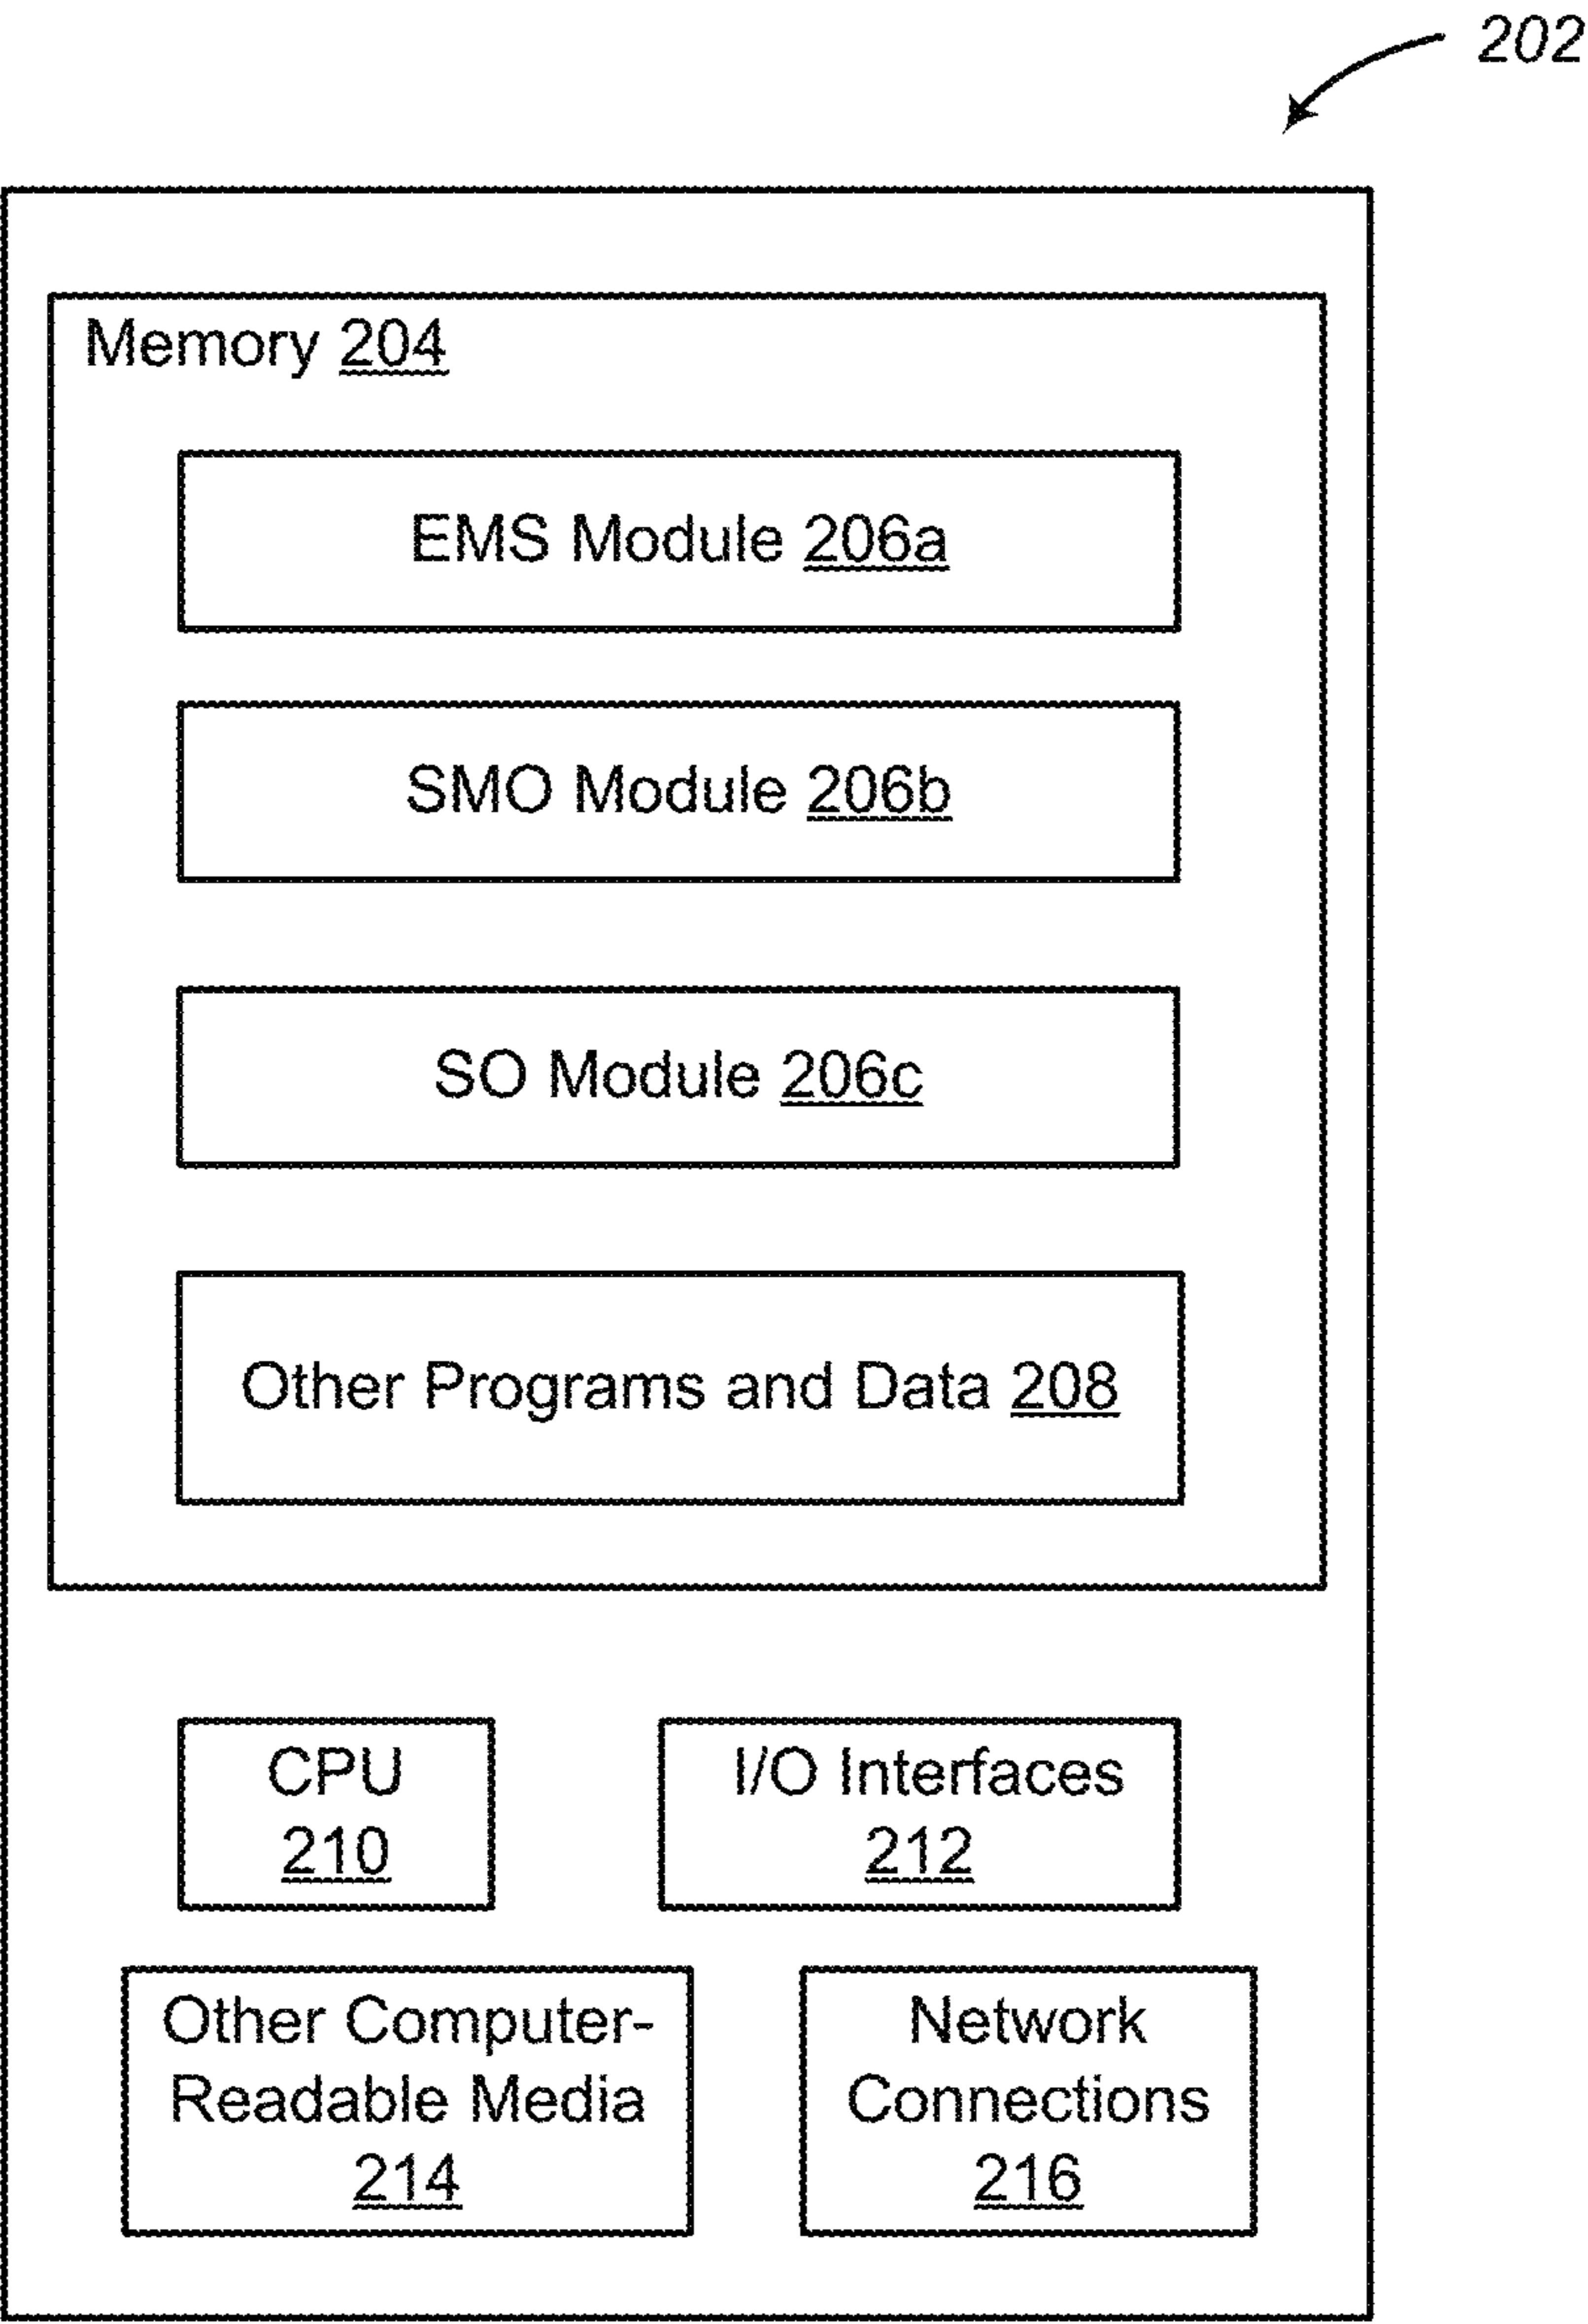 202
Memory 204
EMS Module 206a
SMO Module 206b
SO Module 206c
Other Programs and Data 208
CPU
210
I/O Interfaces
212
Other Computer-
Readable Media
214
Network
Connections
216